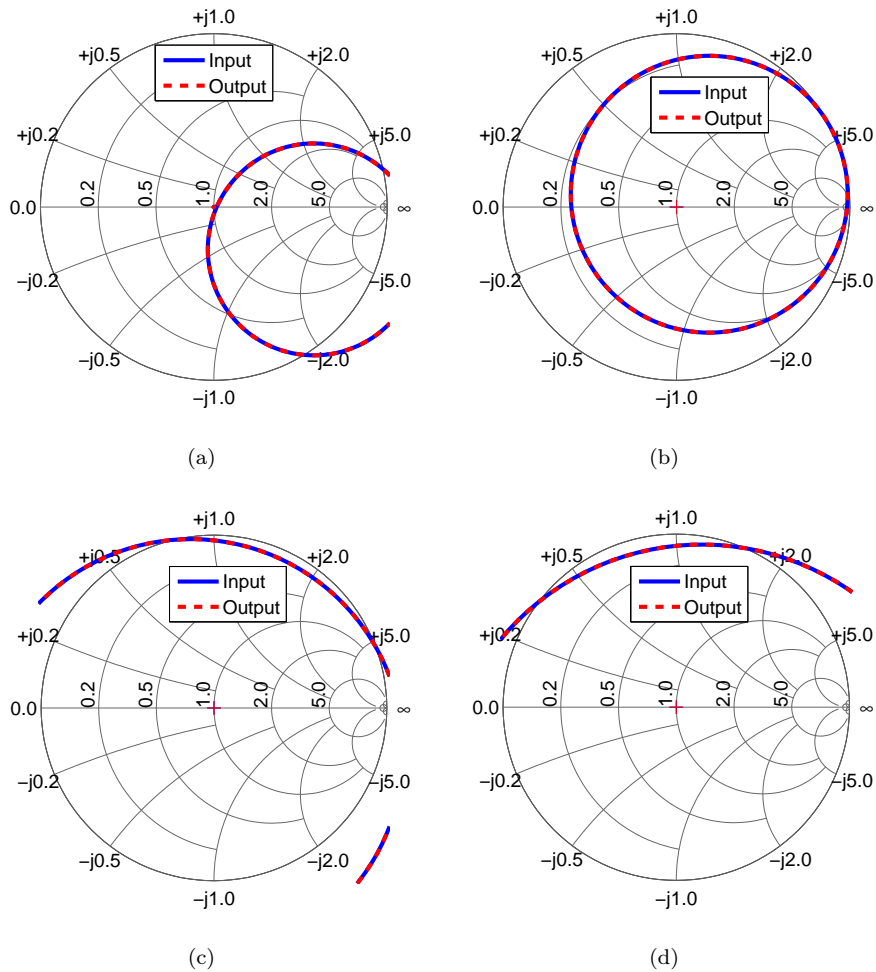 +j1.0
+j0.5
+j2.0
Input
Output
+j0.2
+j5.0
0.2
0.5
1.0
2.0
5.0
0.0
∞
−j0.2
−j5.0
−j0.5
−j2.0
−j1.0
(a)
+j1.0
+j0.5
+j2.0
Input
Output
+j0.2
+j5.0
0.2
0.5
1.0
2.0
5.0
0.0
∞
−j0.2
−j5.0
−j0.5
−j2.0
−j1.0
(b)
+j1.0
+j0.5
+j2.0
Input
Output
+j0.2
+j5.0
0.2
0.5
1.0
2.0
5.0
0.0
∞
−j0.2
−j5.0
−j0.5
−j2.0
−j1.0
(c)
+j1.0
+j0.5
+j2.0
Input
Output
+j0.2
+j5.0
0.2
0.5
1.0
2.0
5.0
0.0
∞
−j0.2
−j5.0
−j0.5
−j2.0
−j1.0
(d)